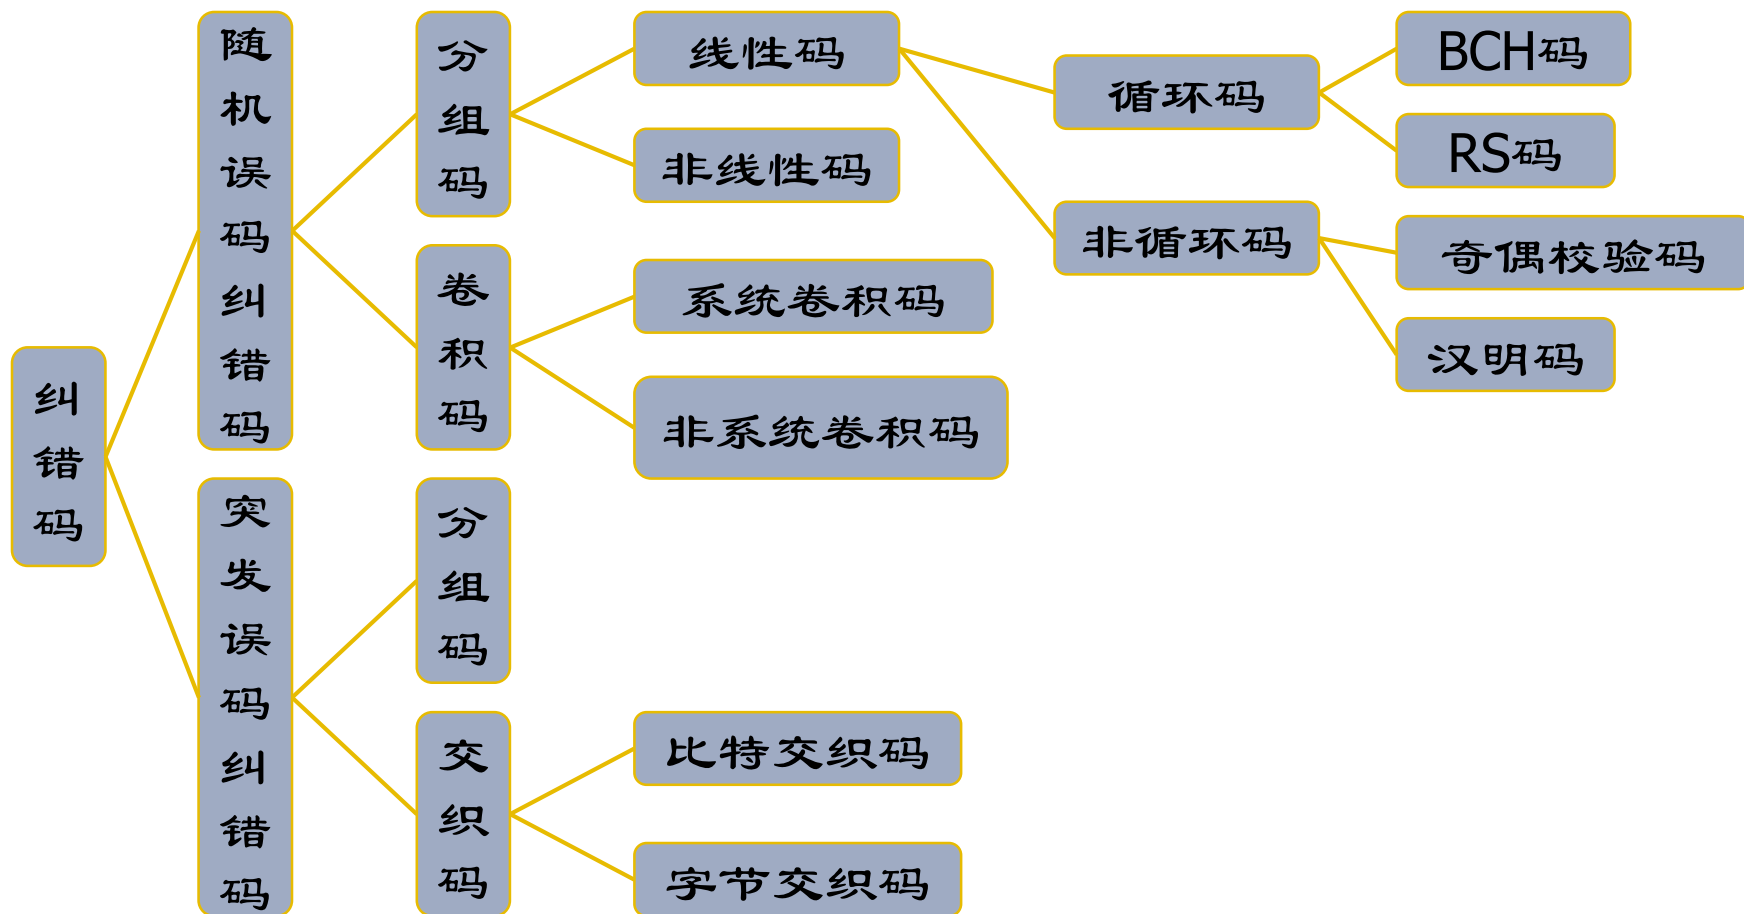 纠错码
随机误码纠错码
分组码
线性码
循环码
BCH码
RS码
非循环码
奇偶校验码
汉明码
非线性码
卷积码
系统卷积码
非系统卷积码
突发误码纠错码
分组码
交织码
比特交织码
字节交织码